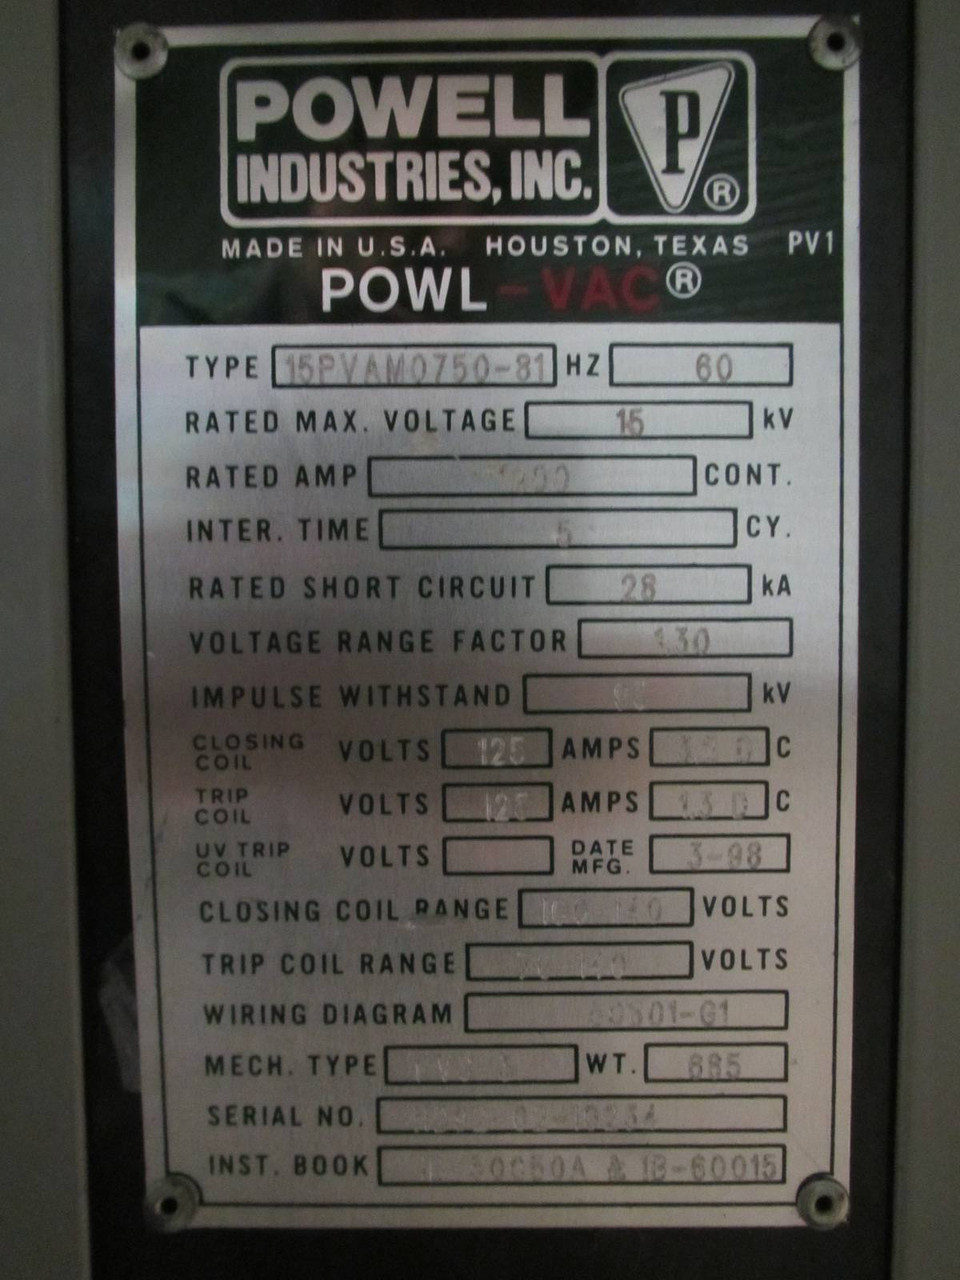 POWELL
INDUSTRIES, INC.
P ®
MADE IN U.S.A. HOUSTON, TEXAS PV1
POWL-VAC®
TYPE 15PVAM0750-81 HZ 60
RATED MAX. VOLTAGE 15 kV
RATED AMP CONT.
INTER. TIME 5 CY.
RATED SHORT CIRCUIT 28 kA
VOLTAGE RANGE FACTOR 1.30
IMPULSE WITHSTAND kV
CLOSING COIL VOLTS 125 AMPS D C
TRIP COIL VOLTS 125 AMPS D C
UV TRIP COIL VOLTS DATE MFG. 3-98
CLOSING COIL RANGE VOLTS
TRIP COIL RANGE VOLTS
WIRING DIAGRAM
MECH. TYPE WT. 685
SERIAL NO.
INST. BOOK & IB-60015